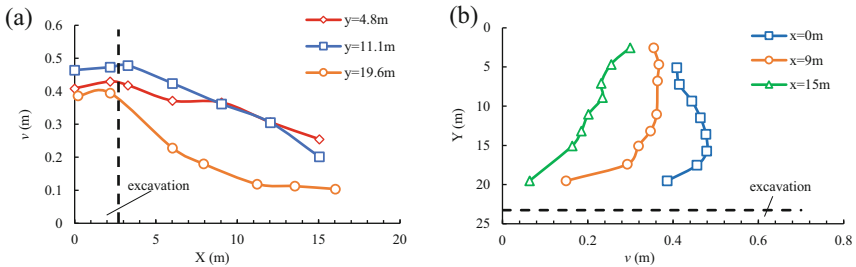 (a)
0.6
0.5
0.4
0.3
0.2
0.1
0
v (m)
0 5 10 15 20
X (m)
excavation
y=4.8m
y=11.1m
y=19.6m
(b)
0
5
10
15
20
25
Y (m)
0 0.2 0.4 0.6 0.8
v (m)
excavation
x=0m
x=9m
x=15m